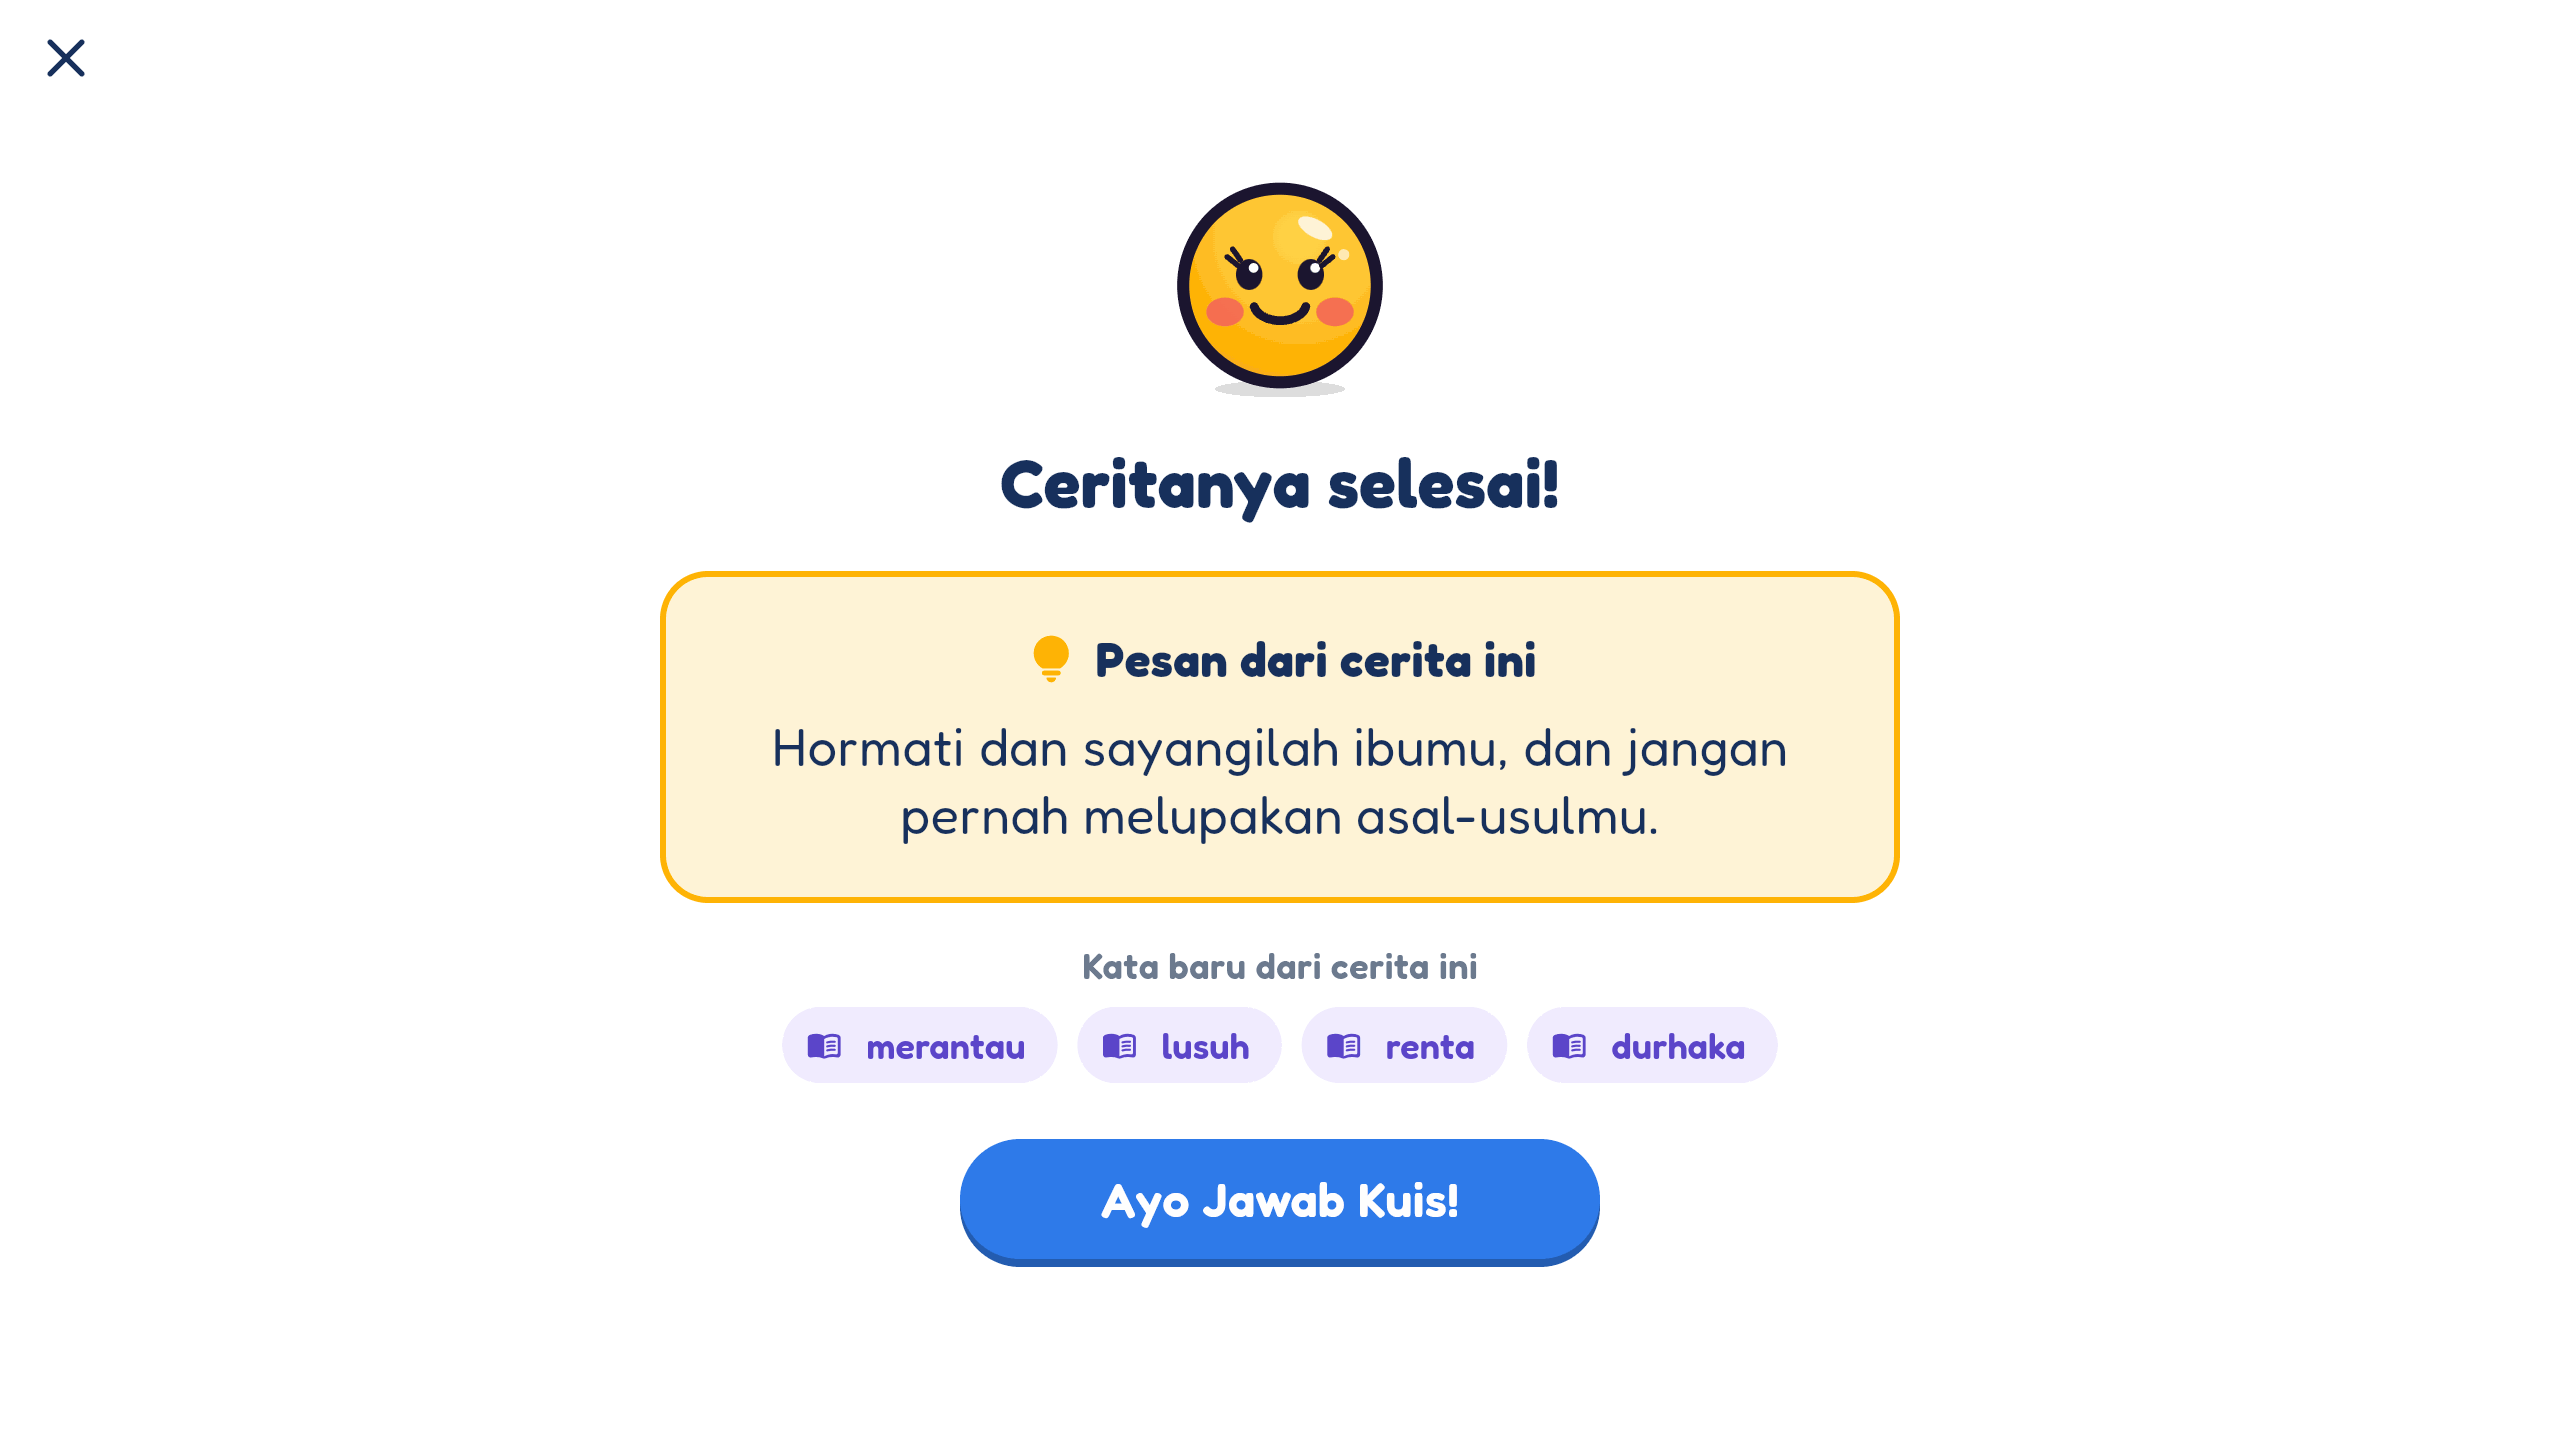 Ceritanya selesai!
Pesan dari cerita ini
Hormati dan sayangilah ibumu, dan jangan
pernah melupakan asal-usulmu.
Kata baru dari cerita ini
merantau
lusuh
renta
durhaka
Ayo Jawab Kuis!